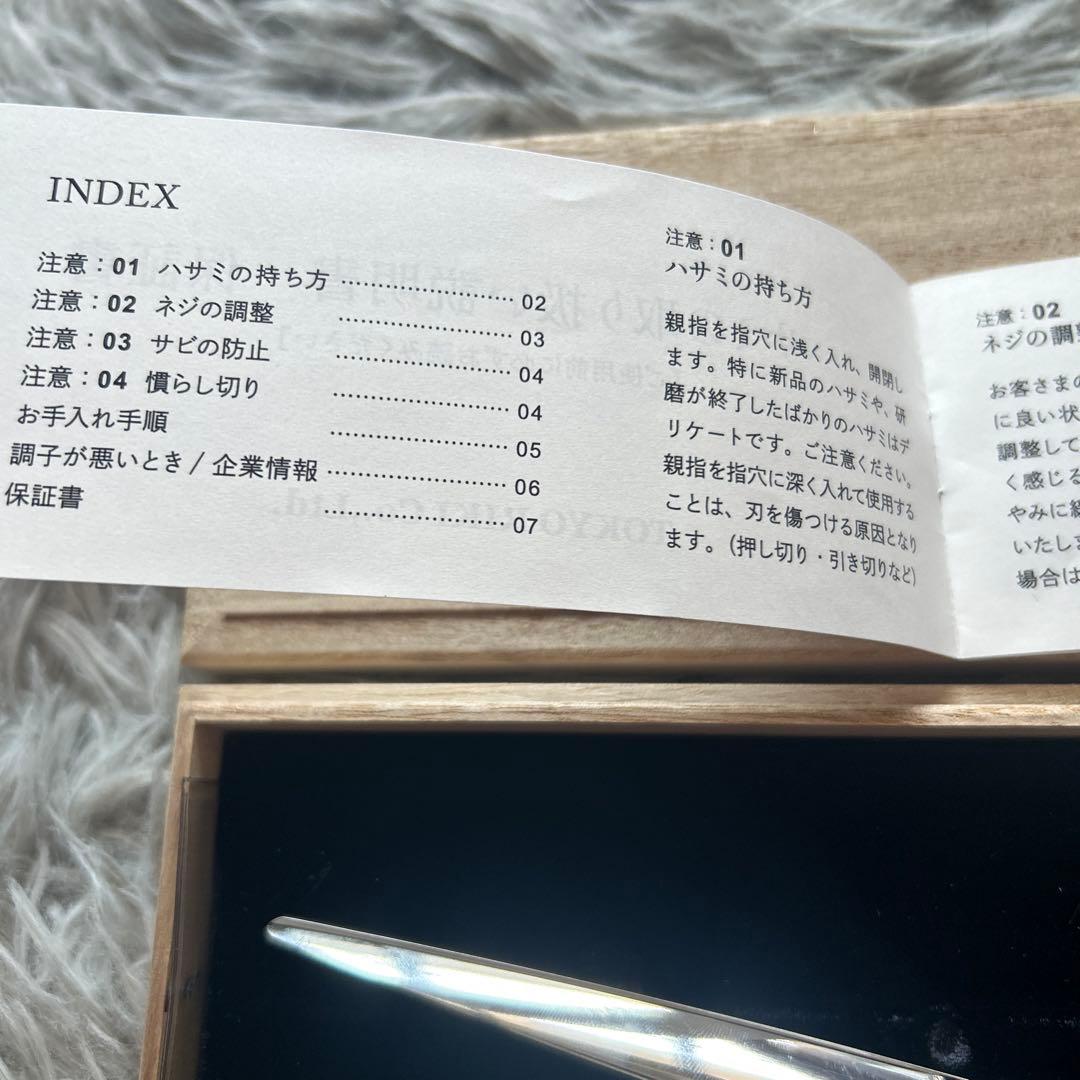 INDEX
注意：01 ハサミの持ち方 .................... 02
注意：02 ネジの調整 .................... 03
注意：03 サビの防止 .................... 04
注意：04 慣らし切り .................... 04
お手入れ手順 .................... 05
調子が悪いとき / 企業情報 .................... 06
保証書 .................... 07
注意：01
ハサミの持ち方
親指を指穴に浅く入れ、開閉し
ます。特に新品のハサミや、研
磨が終了したばかりのハサミはデ
リケートです。ご注意ください。
親指を指穴に深く入れて使用する
ことは、刃を傷つける原因となり
ます。（押し切り・引き切りなど）
注意：02
ネジの調
お客さまの
に良い状
調整して
く感じる
やみに
いたしま
場合は